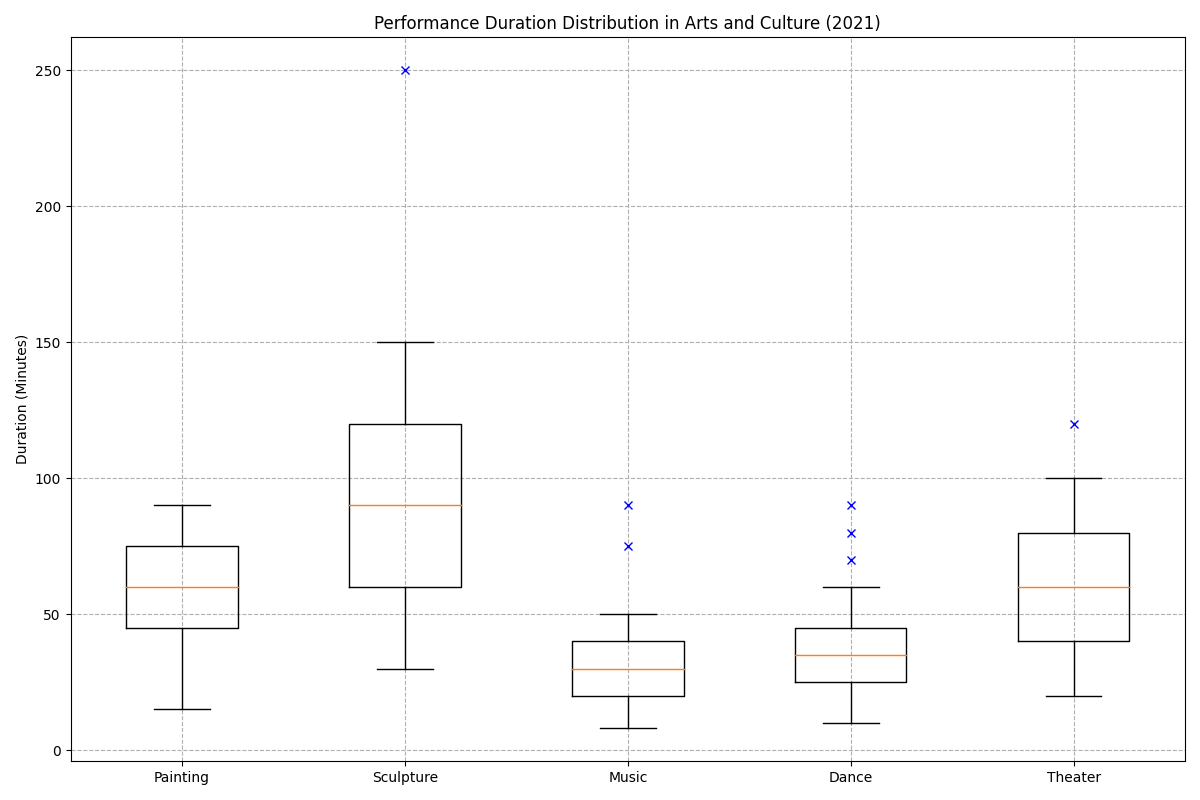 Performance Duration Distribution in Arts and Culture (2021)
Duration (Minutes)
250
200
150
100
50
0
Painting
Sculpture
Music
Dance
Theater